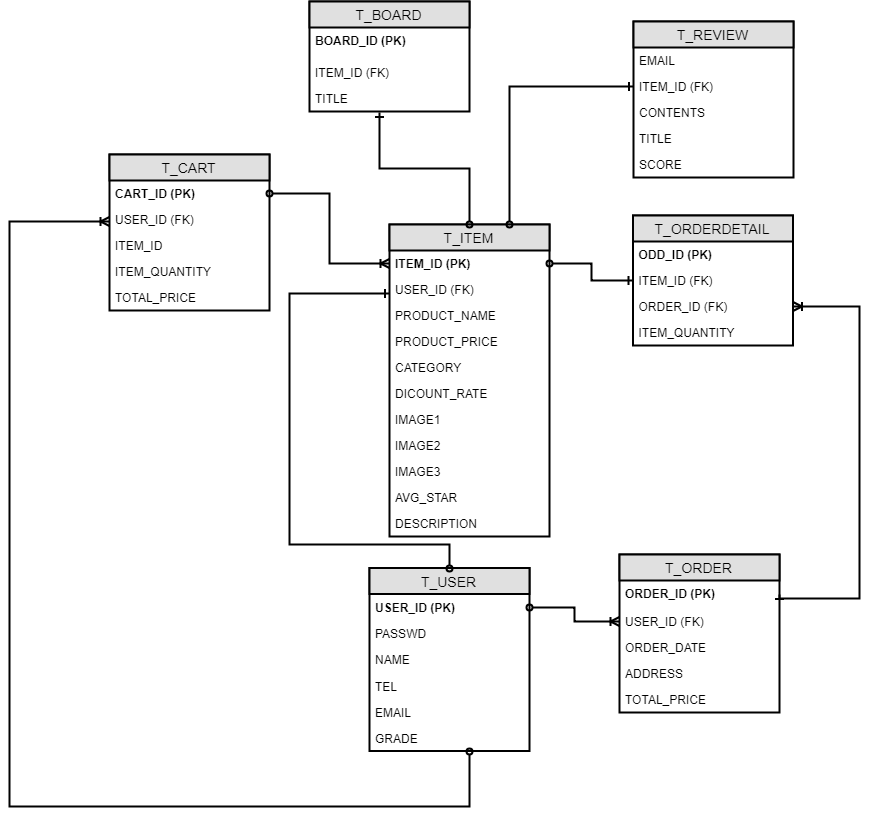 T_BOARD
BOARD_ID (PK)
ITEM_ID (FK)
TITLE
T_REVIEW
EMAIL
ITEM_ID (FK)
CONTENTS
TITLE
SCORE
T_CART
CART_ID (PK)
USER_ID (FK)
ITEM_ID
ITEM_QUANTITY
TOTAL_PRICE
T_ITEM
ITEM_ID (PK)
USER_ID (FK)
PRODUCT_NAME
PRODUCT_PRICE
CATEGORY
DICOUNT_RATE
IMAGE1
IMAGE2
IMAGE3
AVG_STAR
DESCRIPTION
T_ORDERDETAIL
ODD_ID (PK)
ITEM_ID (FK)
ORDER_ID (FK)
ITEM_QUANTITY
T_USER
USER_ID (PK)
PASSWD
NAME
TEL
EMAIL
GRADE
T_ORDER
ORDER_ID (PK)
USER_ID (FK)
ORDER_DATE
ADDRESS
TOTAL_PRICE